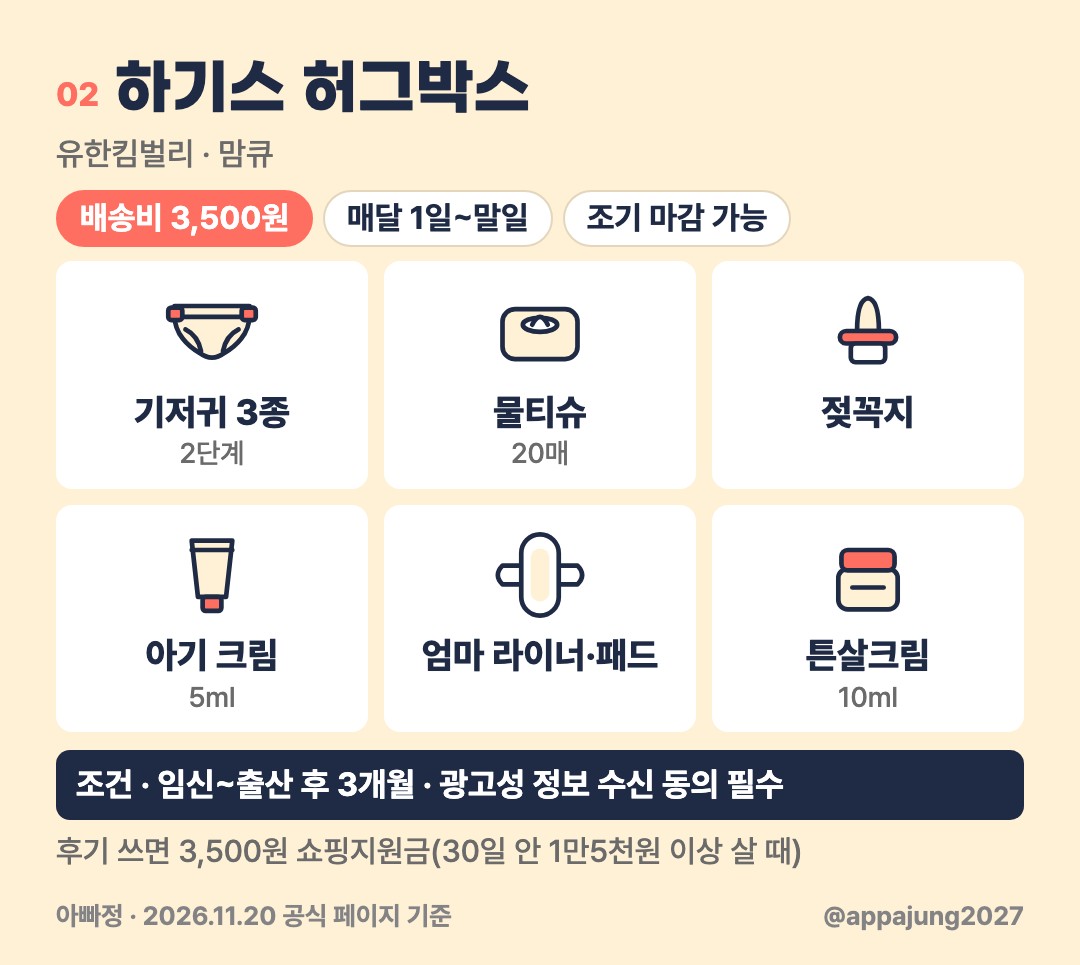 02 하기스 허그박스
유한킴벌리 · 맘큐
배송비 3,500원 매달 1일~말일 조기 마감 가능
기저귀 3종
2단계
물티슈
20매
젖꼭지
아기 크림
5ml
엄마 라이너·패드
튼살크림
10ml
조건 · 임신~출산 후 3개월 · 광고성 정보 수신 동의 필수
후기 쓰면 3,500원 쇼핑지원금(30일 안 1만5천원 이상 살 때)
아빠정 · 2026.11.20 공식 페이지 기준 @appajung2027